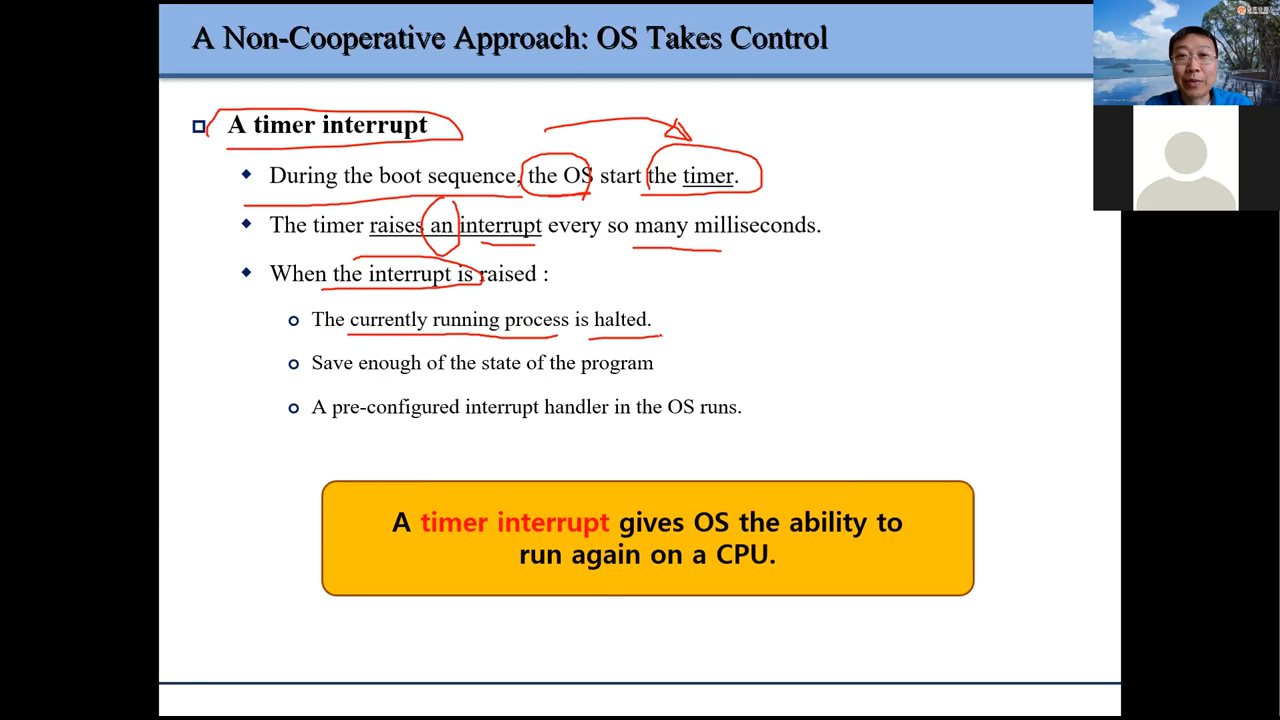 A Non-Cooperative Approach: OS Takes Control
A timer interrupt
During the boot sequence, the OS start the timer.
The timer raises an interrupt every so many milliseconds.
When the interrupt is raised :
The currently running process is halted.
Save enough of the state of the program
A pre-configured interrupt handler in the OS runs.
A timer interrupt gives OS the ability to
run again on a CPU.